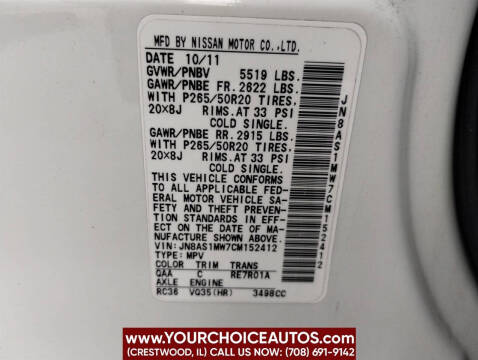 MFD BY NISSAN MOTOR CO.,LTD.
DATE 10/11
GVWR/PNBV 5519 LBS.
GAWR/PNBE FR. 2622 LBS.
WITH P265/50R20 TIRES,
20X8J RIMS.AT 33 PSI
COLD SINGLE.
GAWR/PNBE RR. 2915 LBS.
WITH P265/50R20 TIRES,
20X8J RIMS.AT 33 PSI
COLD SINGLE.
THIS VEHICLE CONFORMS
TO ALL APPLICABLE FED-
ERAL MOTOR VEHICLE SA-
FETY AND THEFT PREVEN-
TION STANDARDS IN EFF-
ECT ON THE DATE OF MA-
NUFACTURE SHOWN ABOVE.
VIN: JN8AS1MW7CM152412
TYPE: MPV
COLOR TRIM TRANS
QAA C RE7R01A
AXLE ENGINE
RC36 VQ35(HR) 3498CC
JN8AS1MW7CM152412
WWW.YOURCHOICEAUTOS.COM
(CRESTWOOD, IL) CALL US: (708) 691-9142